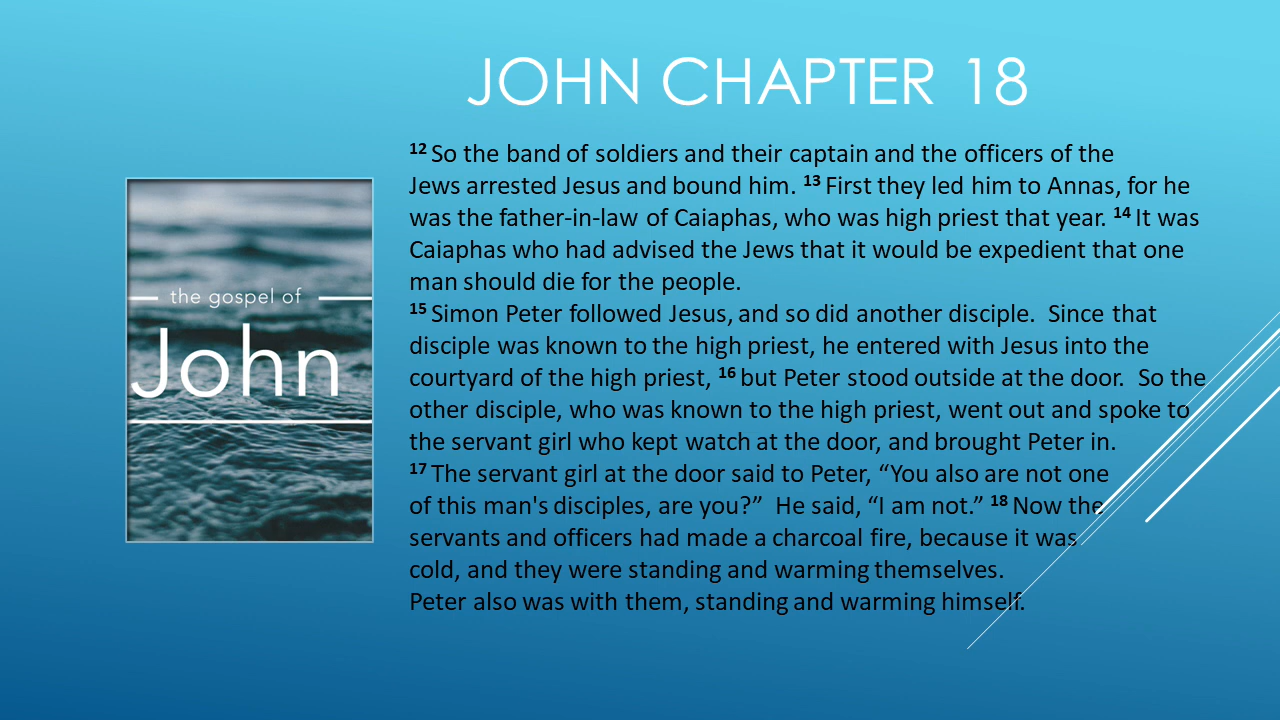 JOHN CHAPTER 18
the gospel of
John
12 So the band of soldiers and their captain and the officers of the
Jews arrested Jesus and bound him. 13 First they led him to Annas, for he
was the father-in-law of Caiaphas, who was high priest that year. 14 It was
Caiaphas who had advised the Jews that it would be expedient that one
man should die for the people.
15 Simon Peter followed Jesus, and so did another disciple.  Since that
disciple was known to the high priest, he entered with Jesus into the
courtyard of the high priest, 16 but Peter stood outside at the door.  So the
other disciple, who was known to the high priest, went out and spoke to
the servant girl who kept watch at the door, and brought Peter in.
17 The servant girl at the door said to Peter, “You also are not one
of this man's disciples, are you?”  He said, “I am not.” 18 Now the
servants and officers had made a charcoal fire, because it was
cold, and they were standing and warming themselves.
Peter also was with them, standing and warming himself.